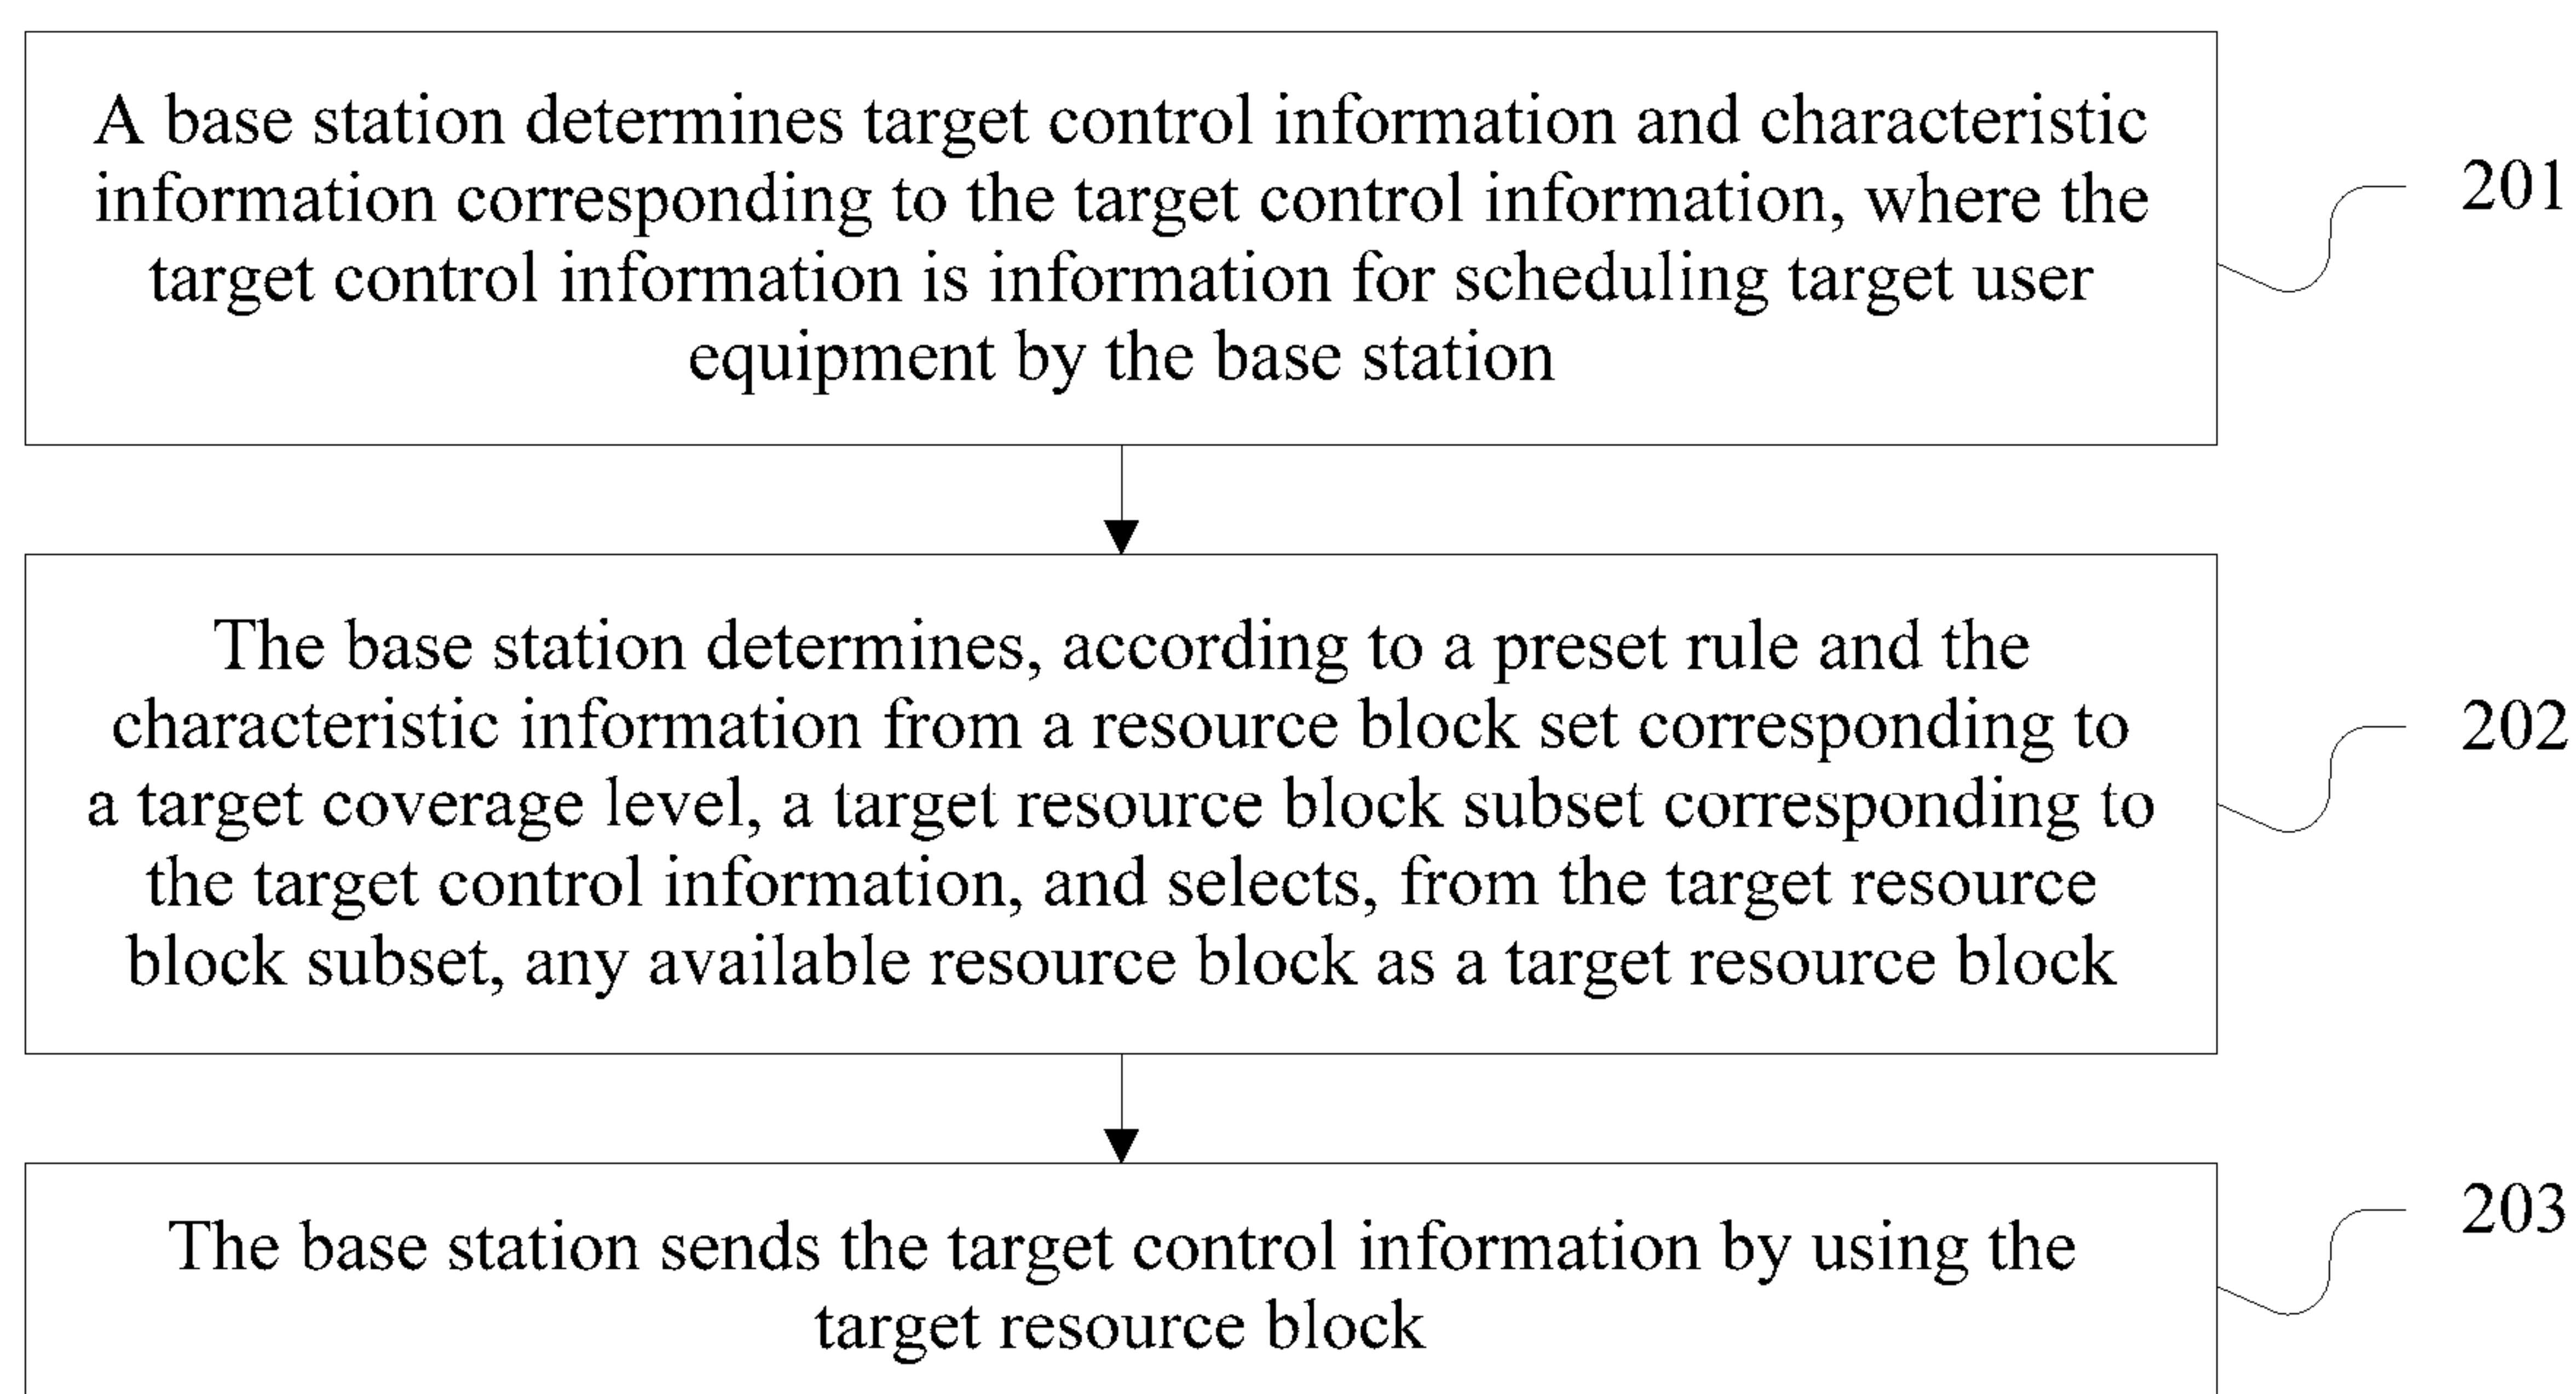 A base station determines target control information and characteristic
information corresponding to the target control information, where the
target control information is information for scheduling target user
equipment by the base station
201
The base station determines, according to a preset rule and the
characteristic information from a resource block set corresponding to
a target coverage level, a target resource block subset corresponding to
the target control information, and selects, from the target resource
block subset, any available resource block as a target resource block
202
The base station sends the target control information by using the
target resource block
203